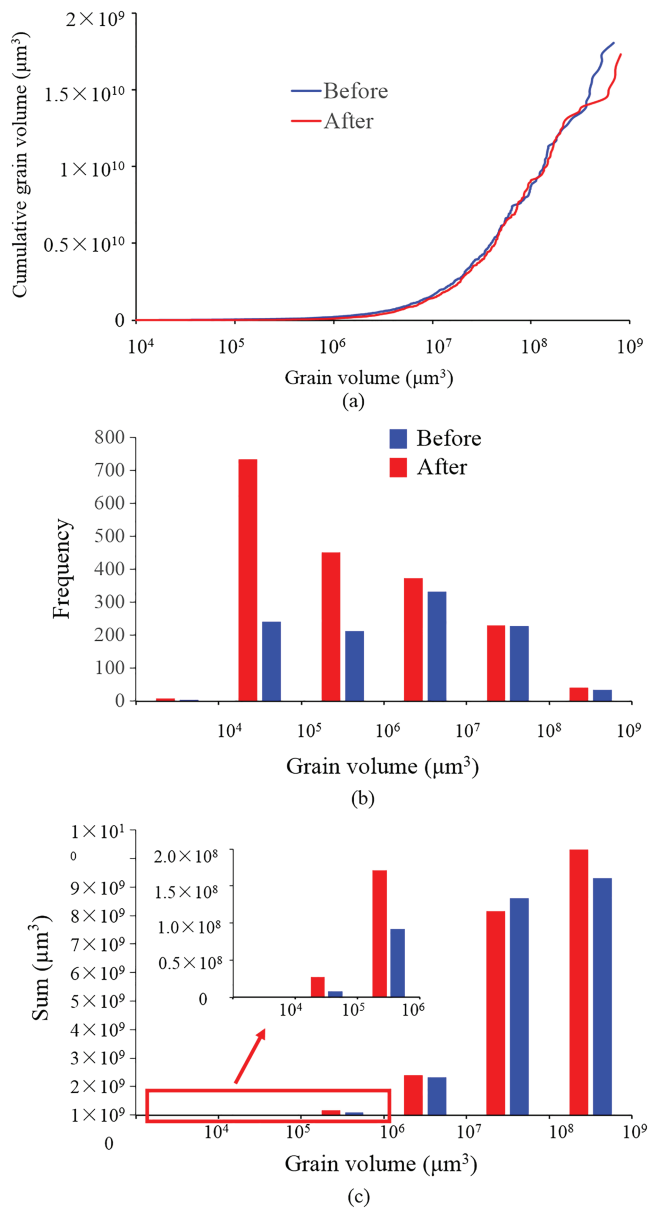 2×10⁹
1.5×10¹⁰
1×10¹⁰
0.5×10¹⁰
0
Cumulative grain volume (μm³)
Before
After
10⁴ 10⁵ 10⁶ 10⁷ 10⁸ 10⁹
Grain volume (μm³)
(a)
800
700
600
500
400
300
200
100
0
Frequency
Before
After
10⁴ 10⁵ 10⁶ 10⁷ 10⁸ 10⁹
Grain volume (μm³)
(b)
1×10¹
0
9×10⁹
8×10⁹
7×10⁹
6×10⁹
5×10⁹
4×10⁹
3×10⁹
2×10⁹
1×10⁹
0
Sum (μm³)
2.0×10⁸
1.5×10⁸
1.0×10⁸
0.5×10⁸
0
10⁴ 10⁵ 10⁶
10⁴ 10⁵ 10⁶ 10⁷ 10⁸ 10⁹
Grain volume (μm³)
(c)